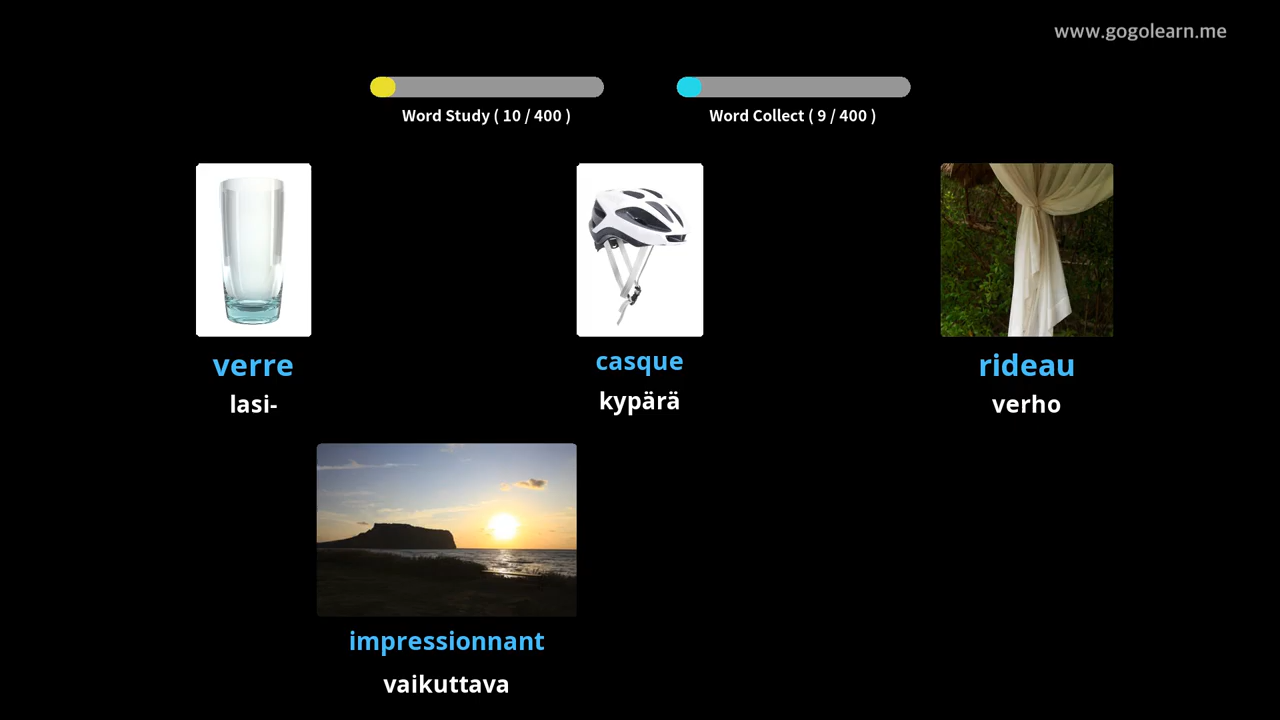 www.gogolearn.me
Word Study ( 10 / 400 )
Word Collect ( 9 / 400 )
verre
lasi-
casque
kypärä
rideau
verho
impressionnant
vaikuttava